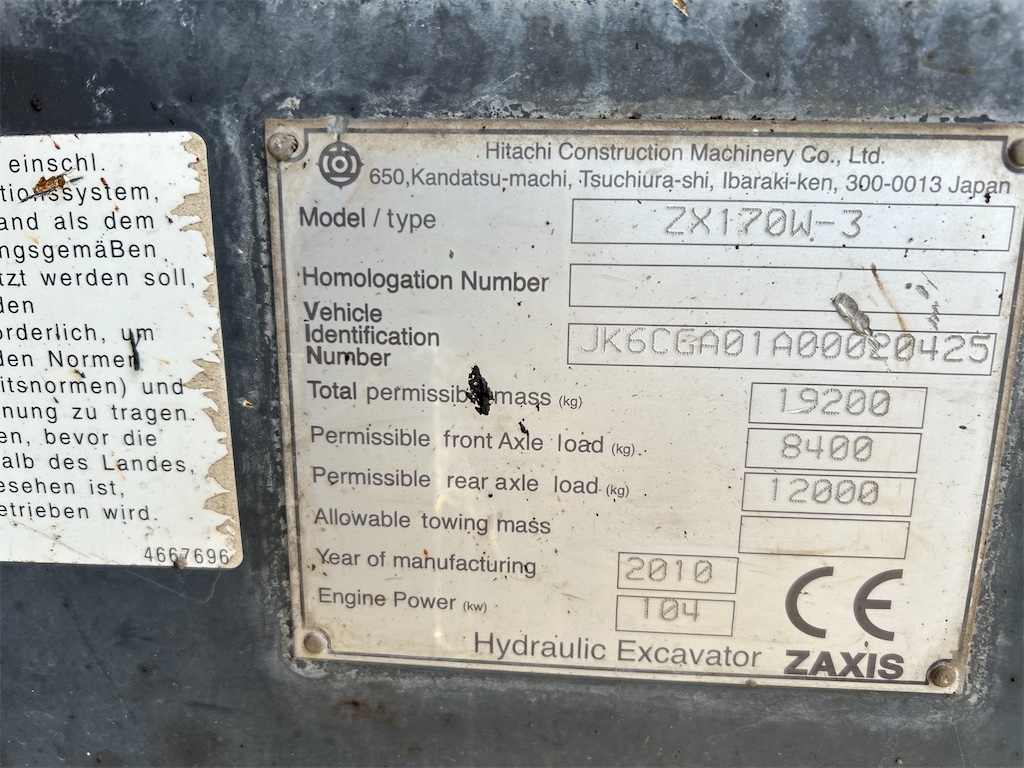 einschl.
tionssystem,
and als dem
ngsgemäBen
tzt werden soll,
den
orderlich, um
den Normen
itsnormen) und
nung zu tragen.
en, bevor die
alb des Landes,
esehen ist,
etrieben wird.
4667696
Hitachi Construction Machinery Co., Ltd.
650,Kandatsu-machi, Tsuchiura-shi, Ibaraki-ken, 300-0013 Japan
Model / type ZX170W-3
Homologation Number
Vehicle
Identification
Number JK6CGA01A00020425
Total permissible mass (kg) 19200
Permissible front Axle load (kg). 8400
Permissible rear axle load (kg) 12000
Allowable towing mass
Year of manufacturing 2010
Engine Power (kw) 104
CE
Hydraulic Excavator ZAXIS